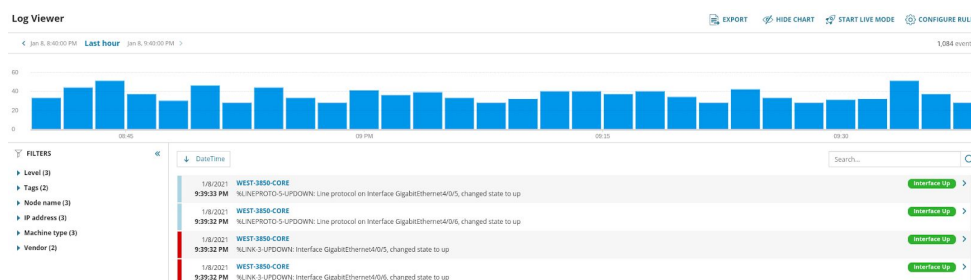 Log Viewer
EXPORT HIDE CHART START LIVE MODE CONFIGURE RUL
Jan 8, 8:40:00 PM Last hour Jan 8, 9:40:00 PM
1,084 event
60
40
20
0
08:45 09 PM 09:15 09:30
FILTERS «
Level (3)
Tags (2)
Node name (3)
IP address (3)
Machine type (3)
Vendor (2)
↓ DateTime
Search...
1/8/2021 WEST-3850-CORE
9:39:33 PM %LINEPROTO-5-UPDOWN: Line protocol on Interface GigabitEthernet4/0/5, changed state to up
Interface Up
1/8/2021 WEST-3850-CORE
9:39:32 PM %LINEPROTO-5-UPDOWN: Line protocol on Interface GigabitEthernet4/0/6, changed state to up
Interface Up
1/8/2021 WEST-3850-CORE
9:39:32 PM %LINK-3-UPDOWN: Interface GigabitEthernet4/0/5, changed state to up
Interface Up
1/8/2021 WEST-3850-CORE
9:39:32 PM %LINK-3-UPDOWN: Interface GigabitEthernet4/0/6, changed state to up
Interface Up